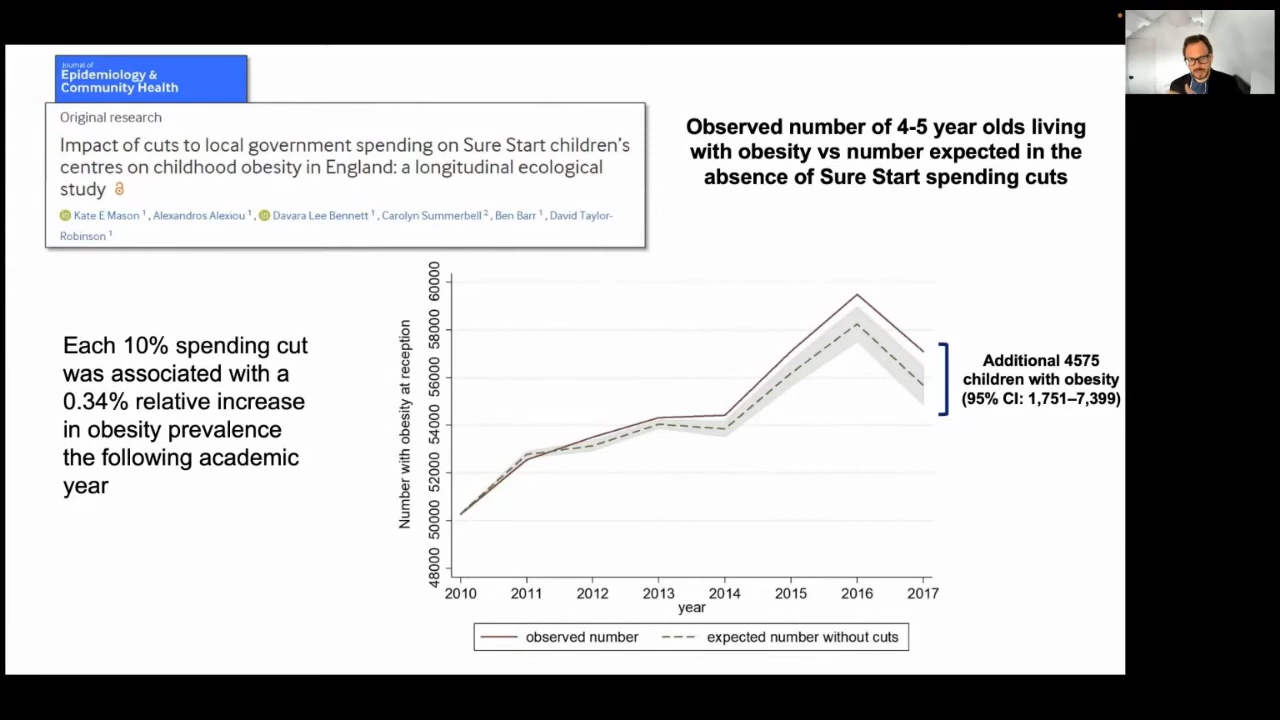 Journal of
Epidemiology &
Community Health
Original research
Impact of cuts to local government spending on Sure Start children's
centres on childhood obesity in England: a longitudinal ecological
study
Kate E Mason 1, Alexandros Alexiou 1, Davara Lee Bennett 1, Carolyn Summerbell 2, Ben Barr 1, David Taylor-
Robinson 1
Observed number of 4-5 year olds living
with obesity vs number expected in the
absence of Sure Start spending cuts
Each 10% spending cut
was associated with a
0.34% relative increase
in obesity prevalence
the following academic
year
Number with obesity at reception
60000
58000
56000
54000
52000
50000
48000
2010 2011 2012 2013 2014 2015 2016 2017
year
observed number expected number without cuts
Additional 4575
children with obesity
(95% CI: 1,751–7,399)